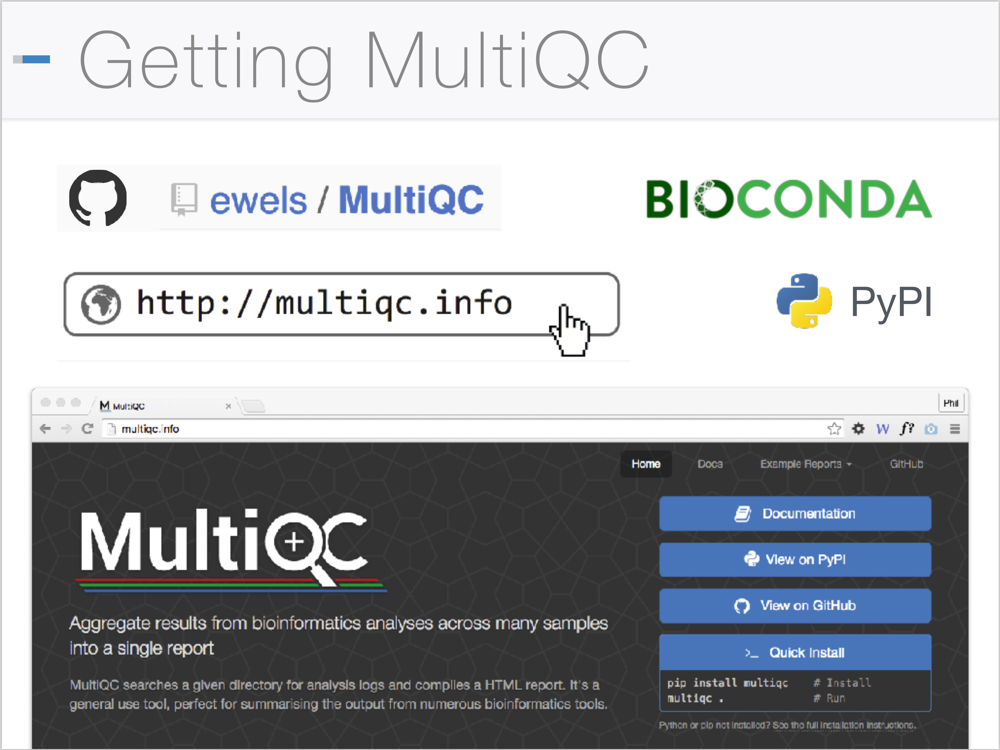 Getting MultiQC
ewels / MultiQC
BIOCONDA
http://multiqc.info
PyPI
MultiQC
Phil
multiqc.info
W f?
Home Docs Example Reports GitHub
MultiQC
Aggregate results from bioinformatics analyses across many samples
into a single report
MultiQC searches a given directory for analysis logs and compiles a HTML report. It's a
general use tool, perfect for summarising the output from numerous bioinformatics tools.
Documentation
View on PyPI
View on GitHub
>_ Quick Install
pip install multiqc # Install
multiqc . # Run
Python or pip not installed? See the full installation instructions.